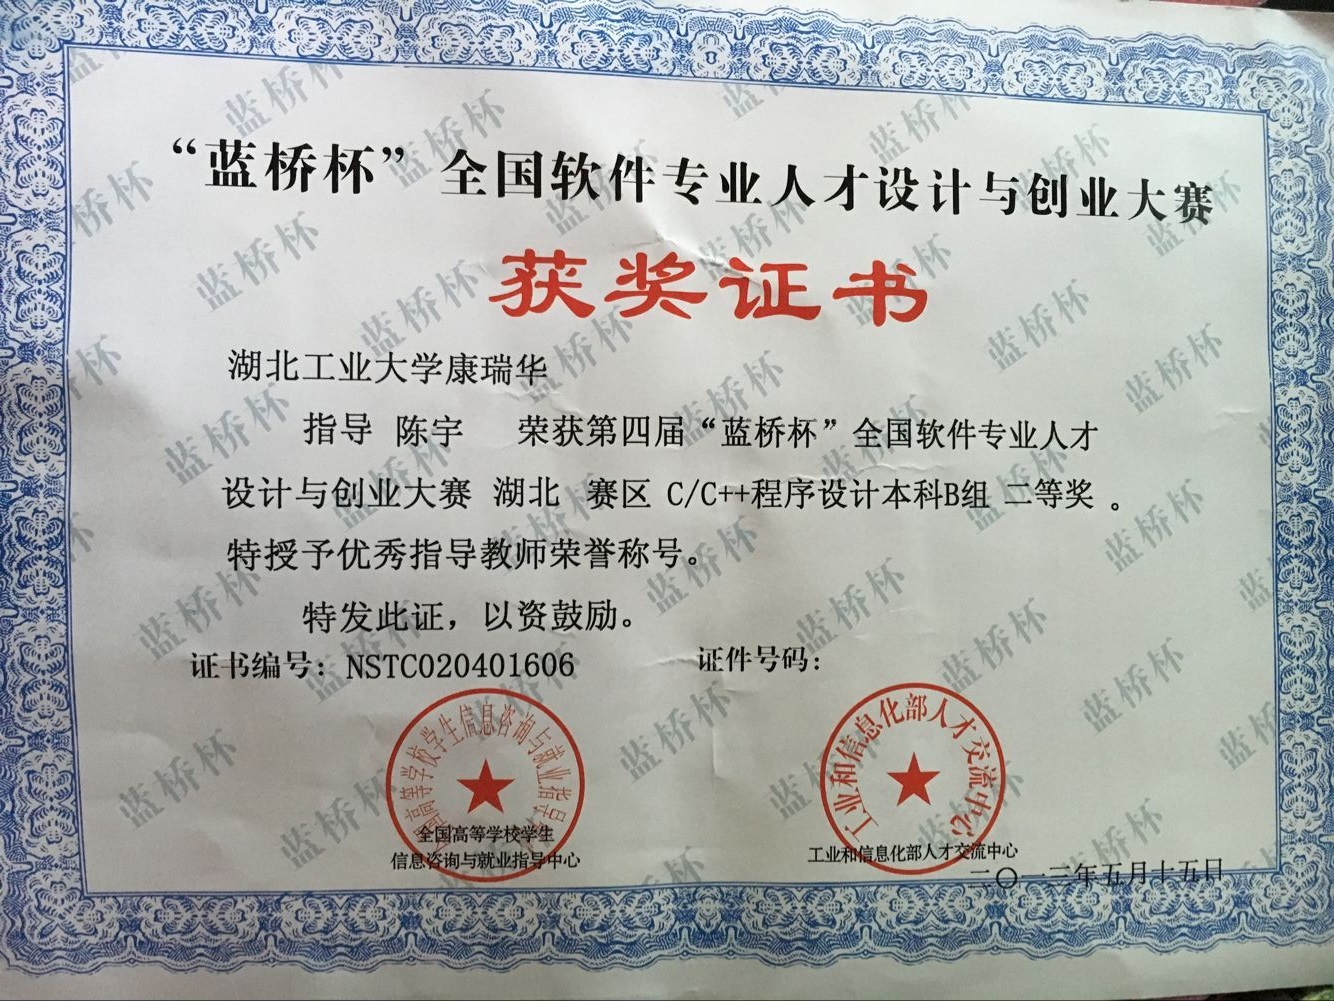 “蓝桥杯”全国软件专业人才设计与创业大赛
获奖证书
湖北工业大学康瑞华
指导 陈宇 荣获第四届“蓝桥杯”全国软件专业人才
设计与创业大赛 湖北 赛区 C/C++程序设计本科B组 二等奖 。
特授予优秀指导教师荣誉称号。
特发此证，以资鼓励。
证书编号：NSTC020401606 证件号码：
全国高等学校学生信息咨询与就业指导中心
工业和信息化部人才交流中心
全国高等学校学生
信息咨询与就业指导中心
工业和信息化部人才交流中心
二〇一三年五月十五日
蓝桥杯